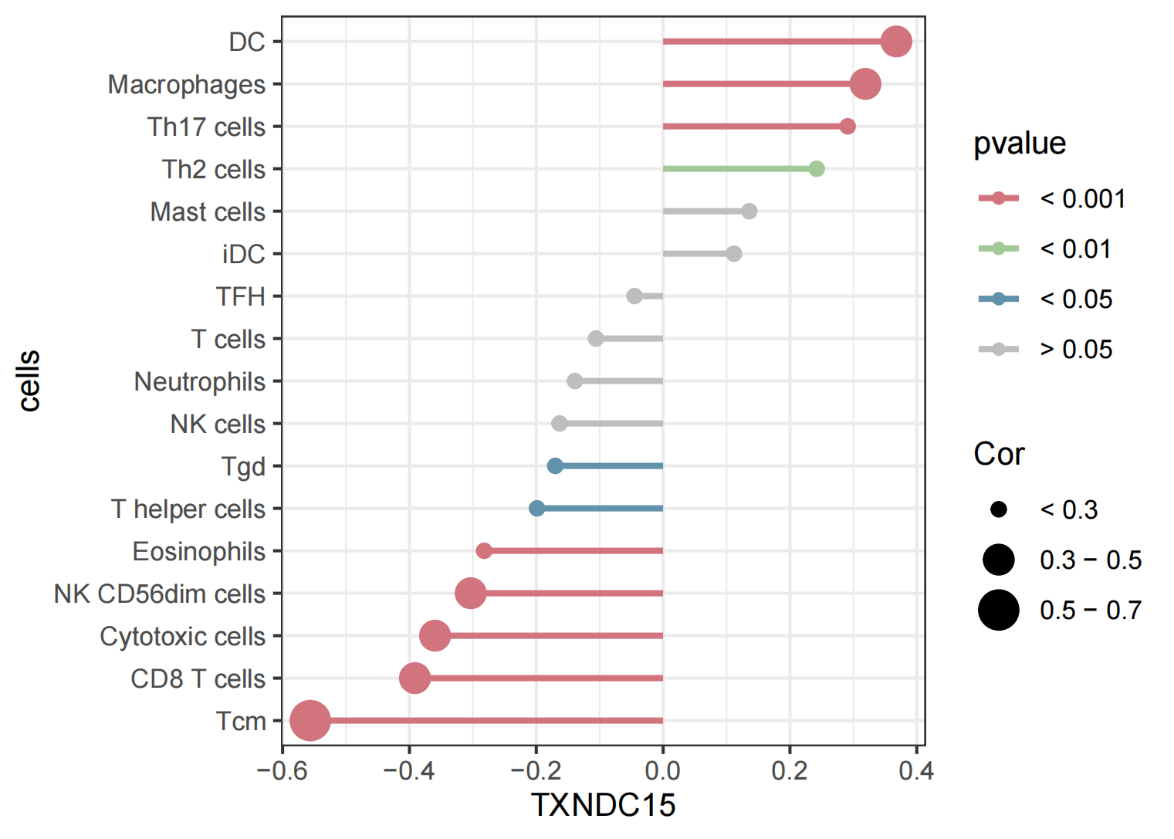 DC
Macrophages
Th17 cells
Th2 cells
Mast cells
iDC
TFH
T cells
Neutrophils
NK cells
Tgd
T helper cells
Eosinophils
NK CD56dim cells
Cytotoxic cells
CD8 T cells
Tcm
cells
−0.6 −0.4 −0.2 0.0 0.2 0.4
TXNDC15
pvalue
< 0.001
< 0.01
< 0.05
> 0.05
Cor
< 0.3
0.3 − 0.5
0.5 − 0.7